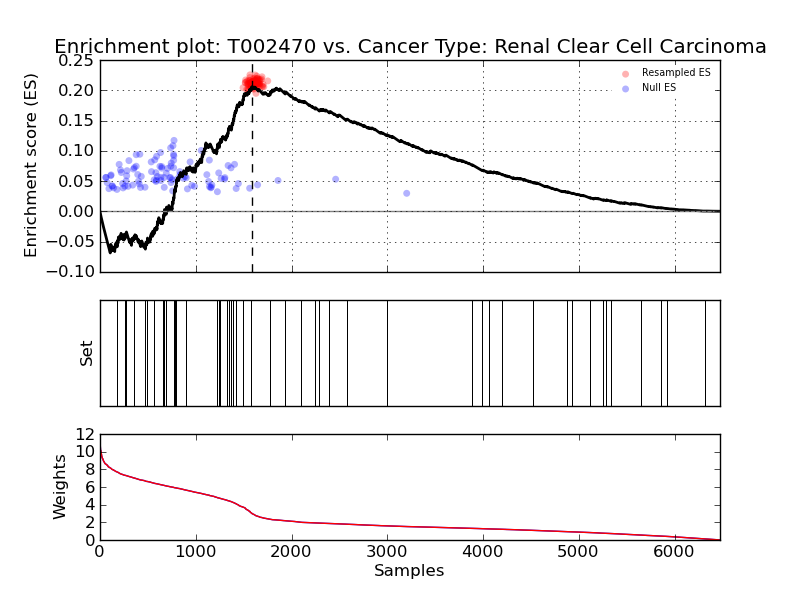 Enrichment plot: T002470 vs. Cancer Type: Renal Clear Cell Carcinoma
Enrichment score (ES)
0.25
0.20
0.15
0.10
0.05
0.00
−0.05
−0.10
Resampled ES
Null ES
Set
Weights
12
10
8
6
4
2
0
0 1000 2000 3000 4000 5000 6000
Samples